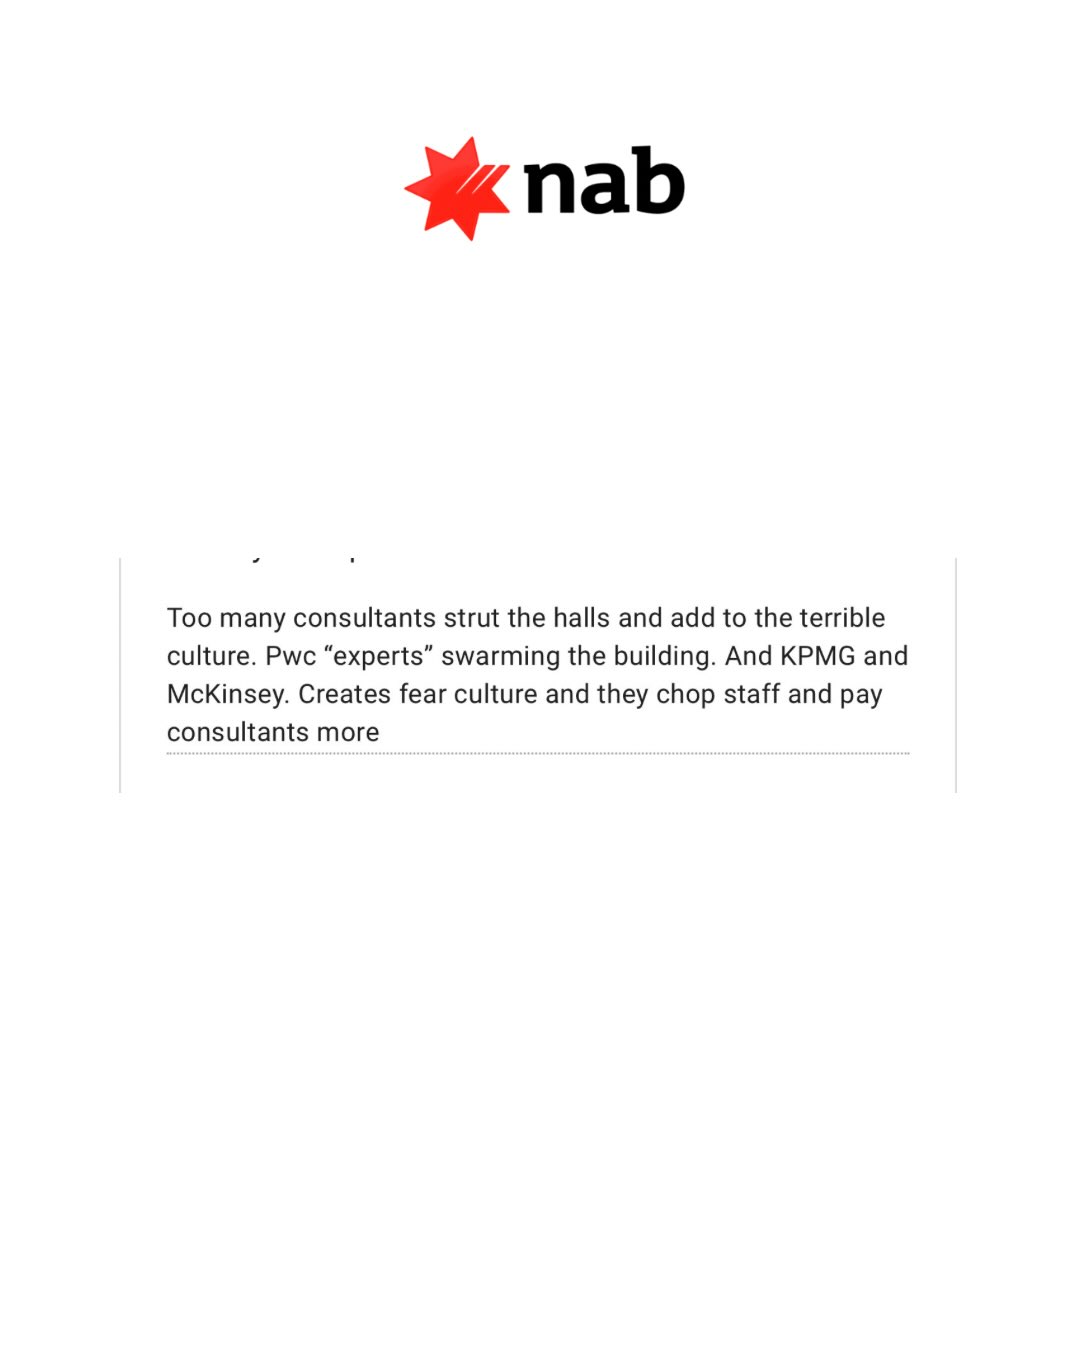 nab
Too many consultants strut the halls and add to the terrible
culture. Pwc “experts” swarming the building. And KPMG and
McKinsey. Creates fear culture and they chop staff and pay
consultants more